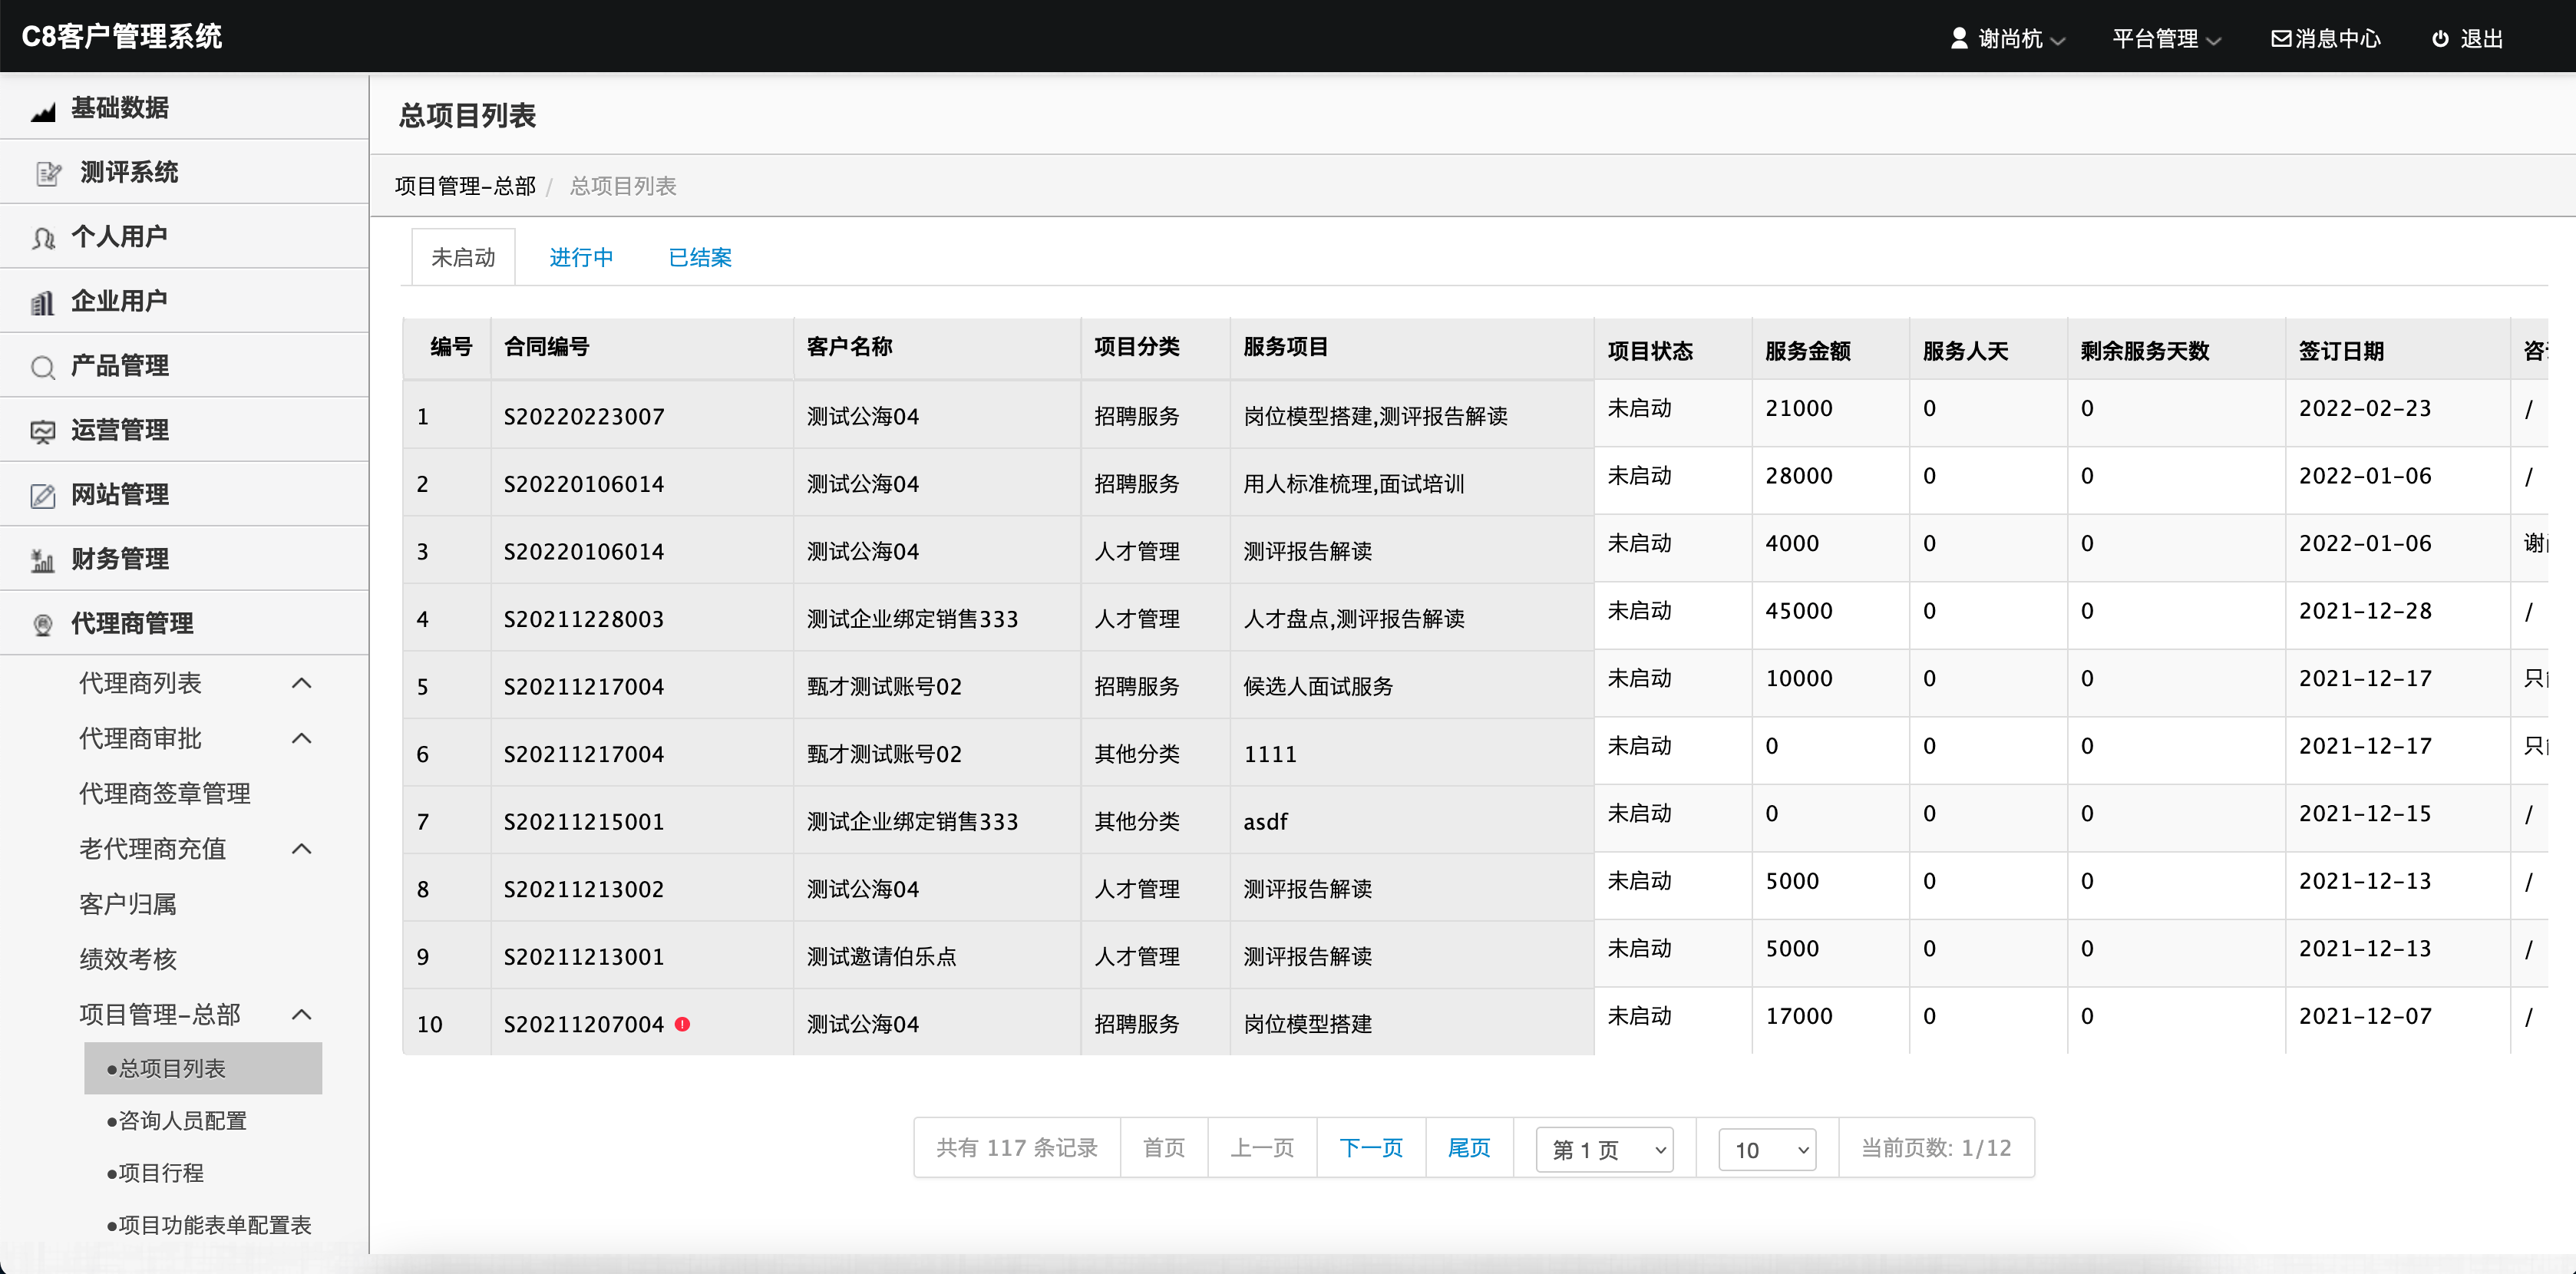 C8客户管理系统
谢尚杭 平台管理 消息中心 退出
基础数据
测评系统
个人用户
企业用户
产品管理
运营管理
网站管理
财务管理
代理商管理
代理商列表
代理商审批
代理商签章管理
老代理商充值
客户归属
绩效考核
项目管理-总部
●总项目列表
●咨询人员配置
●项目行程
●项目功能表单配置表
总项目列表
项目管理-总部 / 总项目列表
未启动 进行中 已结案
编号 合同编号 客户名称 项目分类 服务项目 项目状态 服务金额 服务人天 剩余服务天数 签订日期
1 S20220223007 测试公海04 招聘服务 岗位模型搭建,测评报告解读 未启动 21000 0 0 2022-02-23 /
2 S20220106014 测试公海04 招聘服务 用人标准梳理,面试培训 未启动 28000 0 0 2022-01-06 /
3 S20220106014 测试公海04 人才管理 测评报告解读 未启动 4000 0 0 2022-01-06 谢
4 S20211228003 测试企业绑定销售333 人才管理 人才盘点,测评报告解读 未启动 45000 0 0 2021-12-28 /
5 S20211217004 甄才测试账号02 招聘服务 候选人面试服务 未启动 10000 0 0 2021-12-17 只
6 S20211217004 甄才测试账号02 其他分类 1111 未启动 0 0 0 2021-12-17 只
7 S20211215001 测试企业绑定销售333 其他分类 asdf 未启动 0 0 0 2021-12-15 /
8 S20211213002 测试公海04 人才管理 测评报告解读 未启动 5000 0 0 2021-12-13 /
9 S20211213001 测试邀请伯乐点 人才管理 测评报告解读 未启动 5000 0 0 2021-12-13 /
10 S20211207004 测试公海04 招聘服务 岗位模型搭建 未启动 17000 0 0 2021-12-07 /
共有 117 条记录 首页 上一页 下一页 尾页 第 1 页 10 当前页数: 1/12